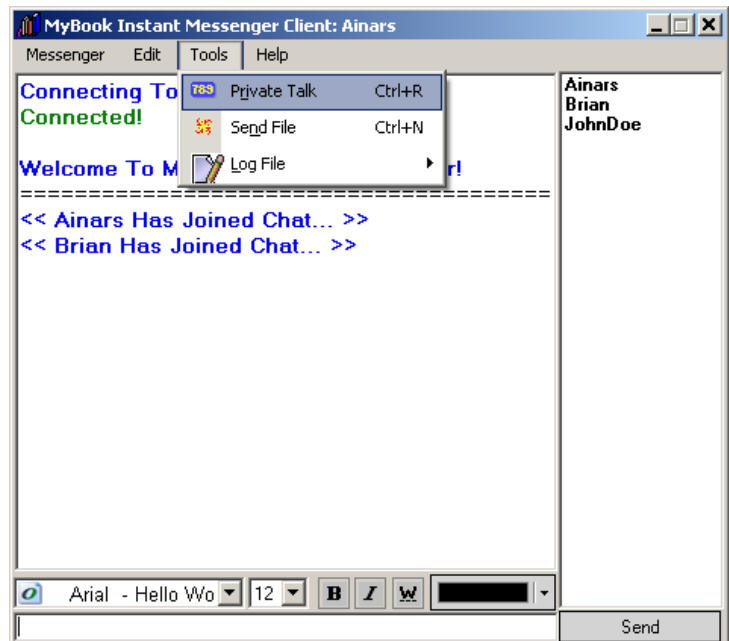 MyBook Instant Messenger Client: Ainars
Messenger Edit Tools Help
Connecting To
Connected!
Welcome To M r!
========================================
<< Ainars Has Joined Chat... >>
<< Brian Has Joined Chat... >>
789 Private Talk Ctrl+R
Send File Ctrl+N
Log File
Ainars
Brian
JohnDoe
Arial - Hello Wo 12 B I W
Send